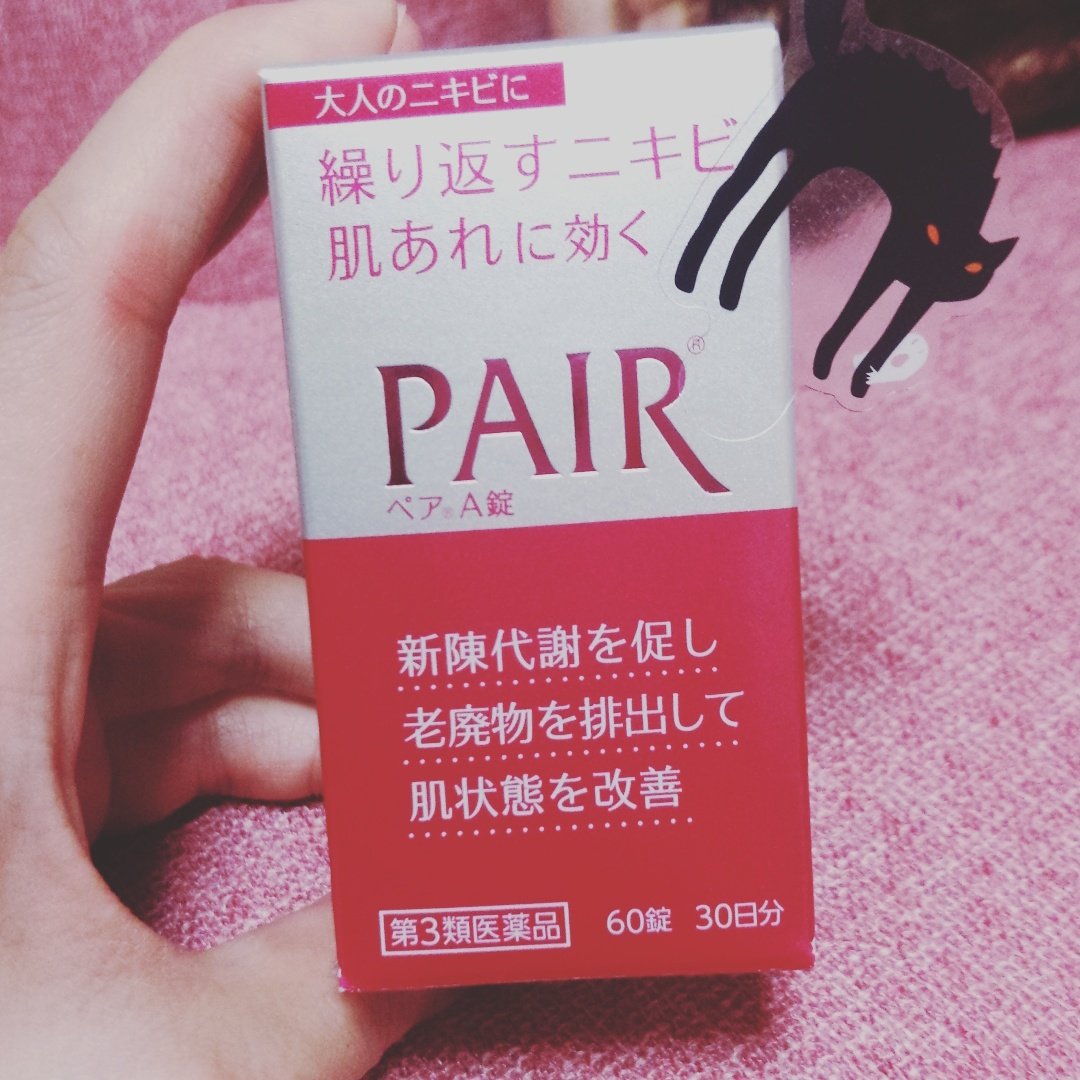 大人のニキビに
繰り返すニキビ
肌あれに効く
PAIR®
ペア®A錠
新陳代謝を促し
老廃物を排出して
肌状態を改善
第3類医薬品 60錠 30日分